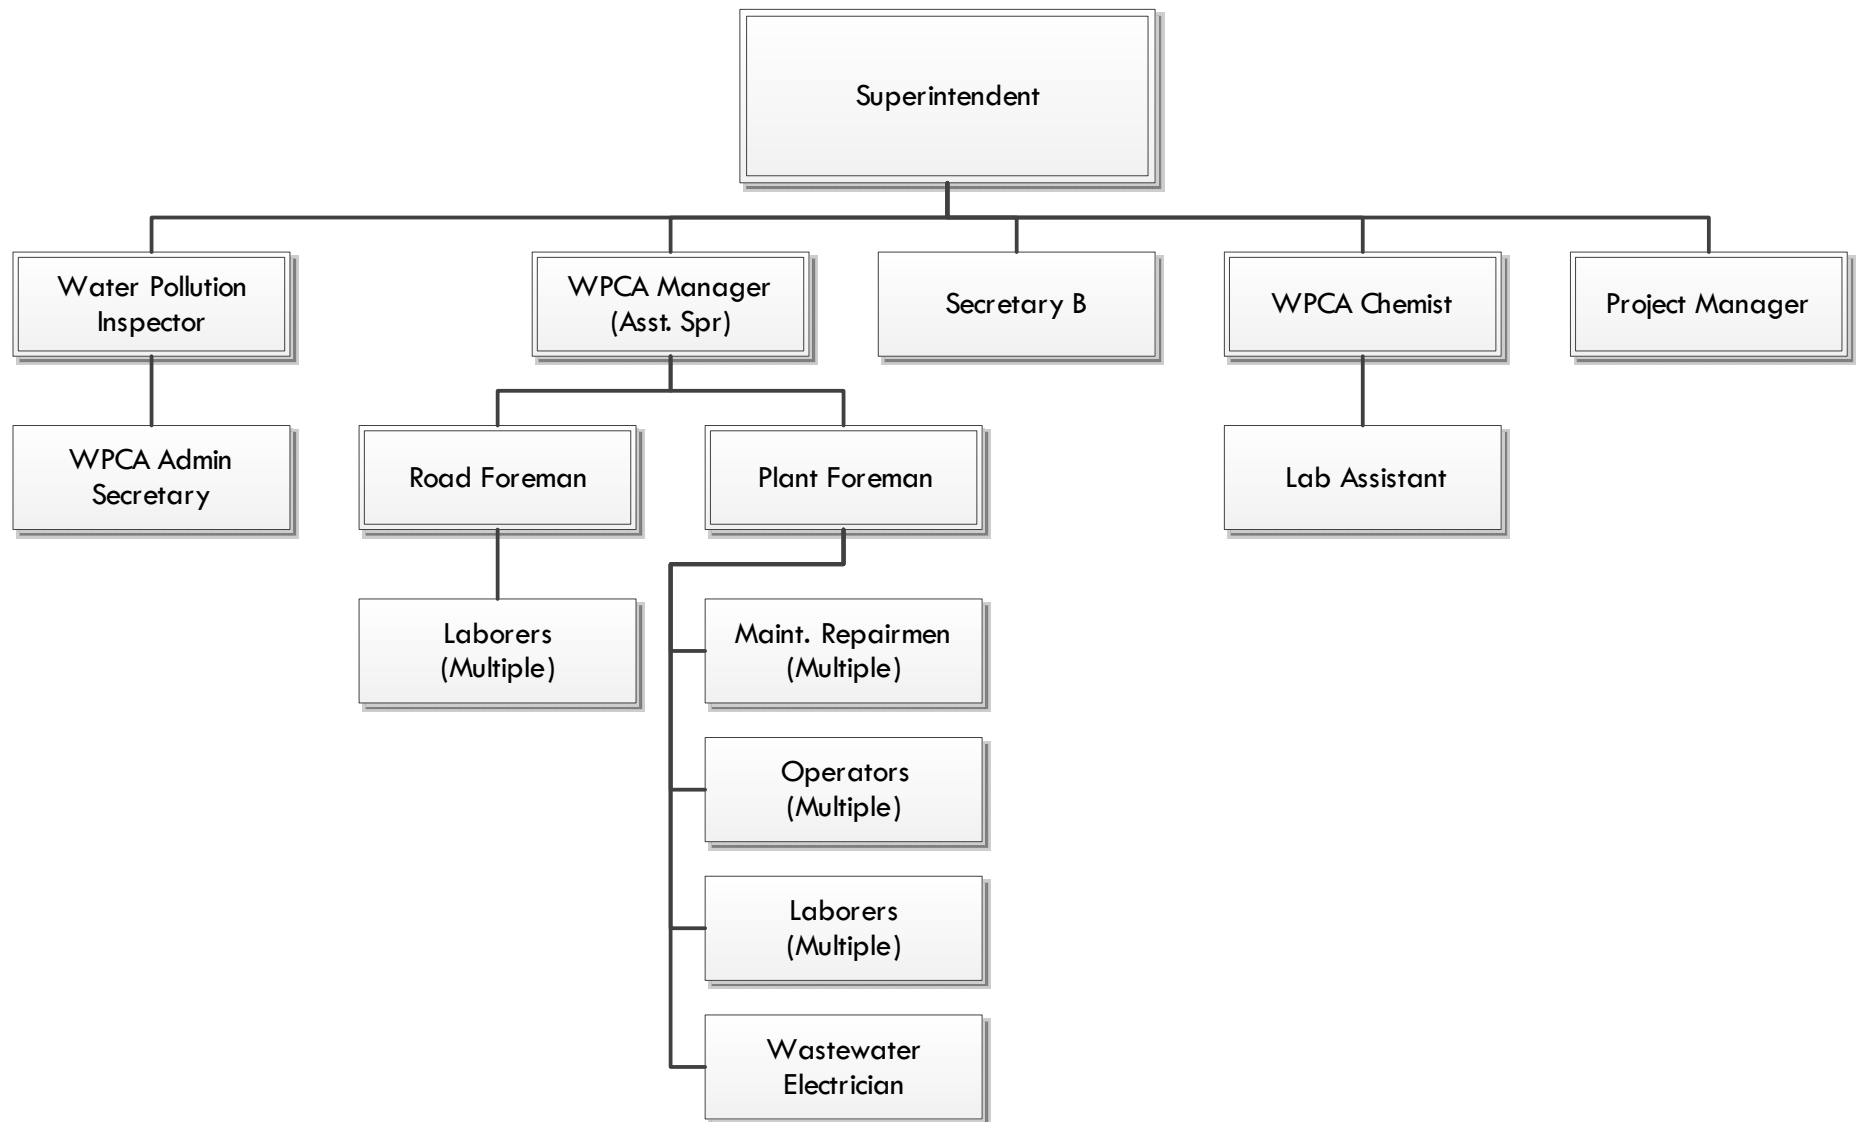 Superintendent
Water Pollution
Inspector
WPCA Manager
(Asst. Spr)
Secretary B
WPCA Chemist
Project Manager
WPCA Admin
Secretary
Road Foreman
Plant Foreman
Lab Assistant
Laborers
(Multiple)
Maint. Repairmen
(Multiple)
Operators
(Multiple)
Laborers
(Multiple)
Wastewater
Electrician